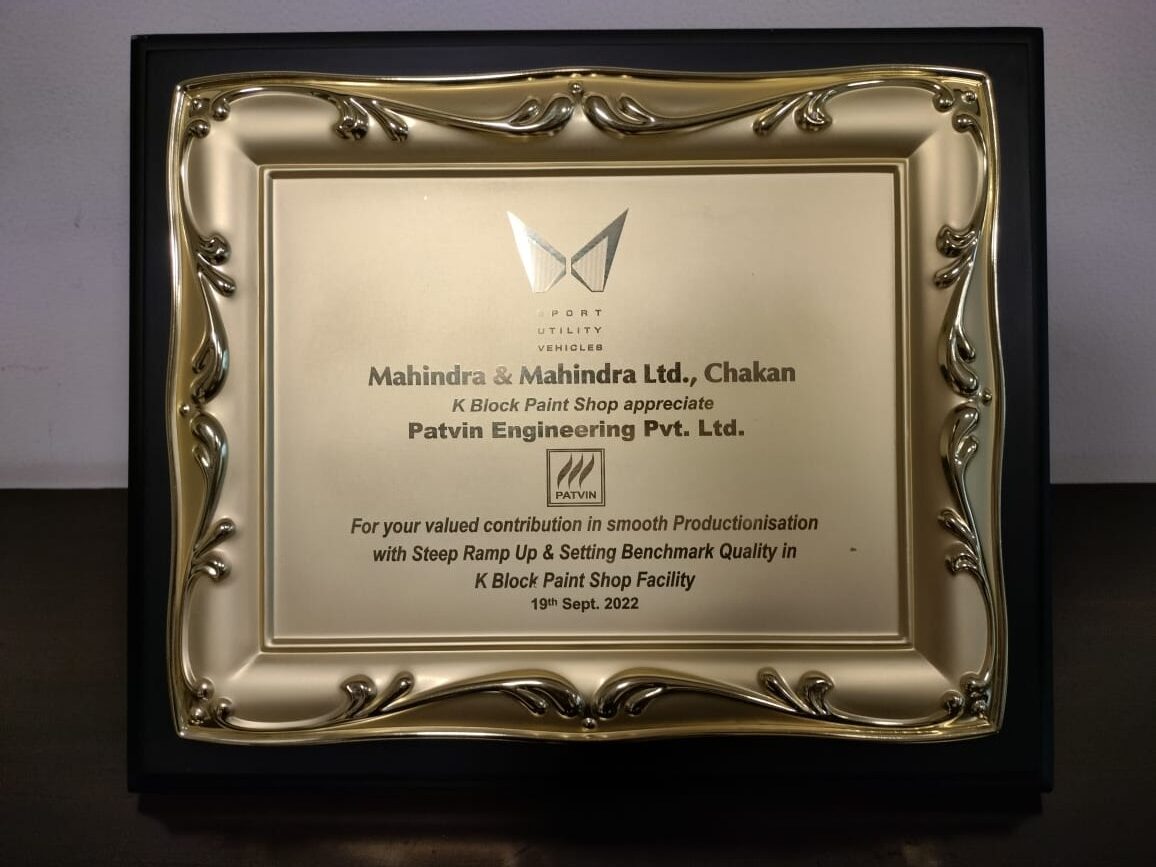 SPORT
UTILITY
VEHICLES
Mahindra & Mahindra Ltd., Chakan
K Block Paint Shop appreciate
Patvin Engineering Pvt. Ltd.
PATVIN
For your valued contribution in smooth Productionisation
with Steep Ramp Up & Setting Benchmark Quality in
K Block Paint Shop Facility
19th Sept. 2022